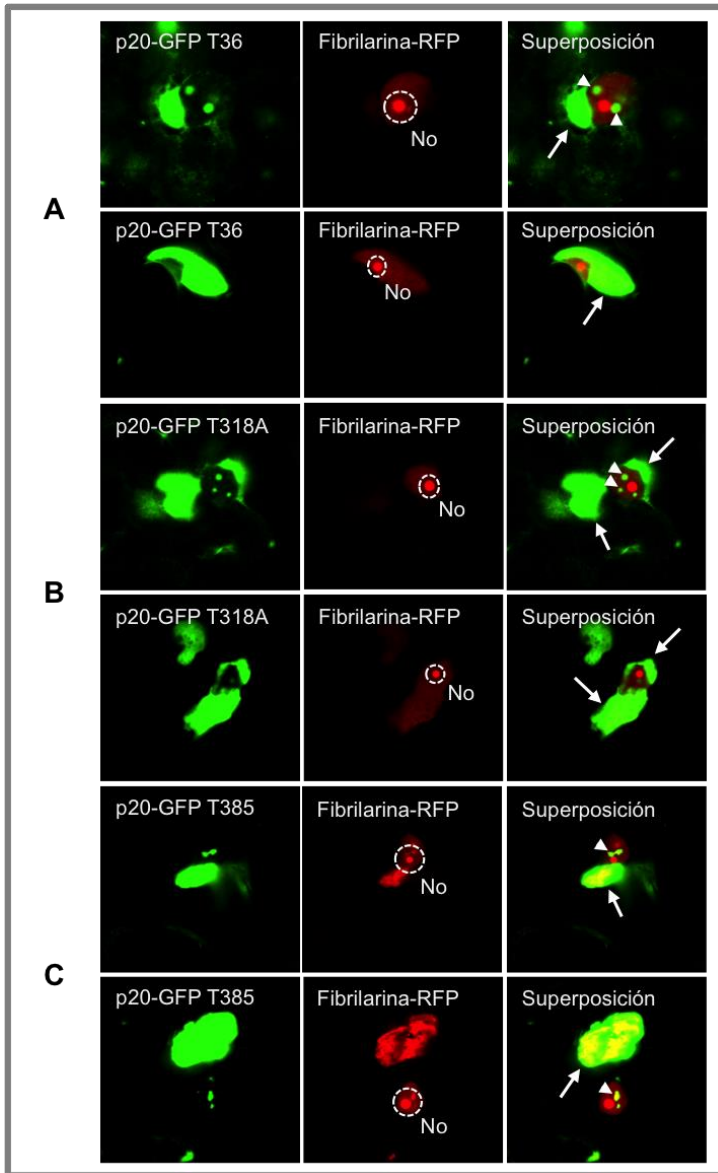 p20-GFP T36 Fibrilarina-RFP Superposición
No
A
p20-GFP T36 Fibrilarina-RFP Superposición
No
p20-GFP T318A Fibrilarina-RFP Superposición
No
B
p20-GFP T318A Fibrilarina-RFP Superposición
No
p20-GFP T385 Fibrilarina-RFP Superposición
No
C
p20-GFP T385 Fibrilarina-RFP Superposición
No